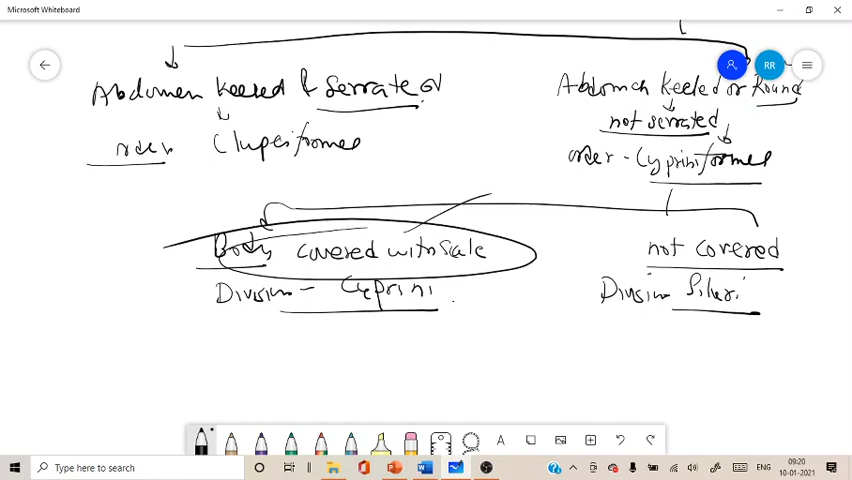 Microsoft Whiteboard
RR
Abdomen keeled & serrate
Abdomen keeled or Round
not serrated
order Clupeiformes
order - Cypriniformes
Body covered with scale
not covered
Division - Cyprini
Division Siluri
A
Type here to search
ENG
09:20
10-01-2021